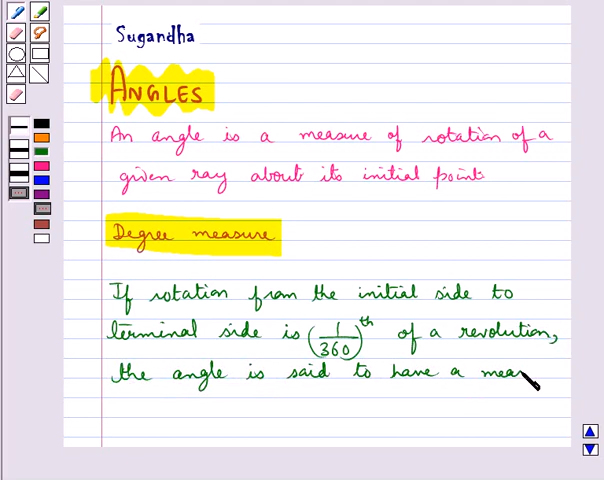 Sugandha
ANGLES
An angle is a measure of rotation of a
given ray about its initial point
Degree measure
If rotation from the initial side to
terminal side is (1/360)th of a revolution,
the angle is said to have a meas